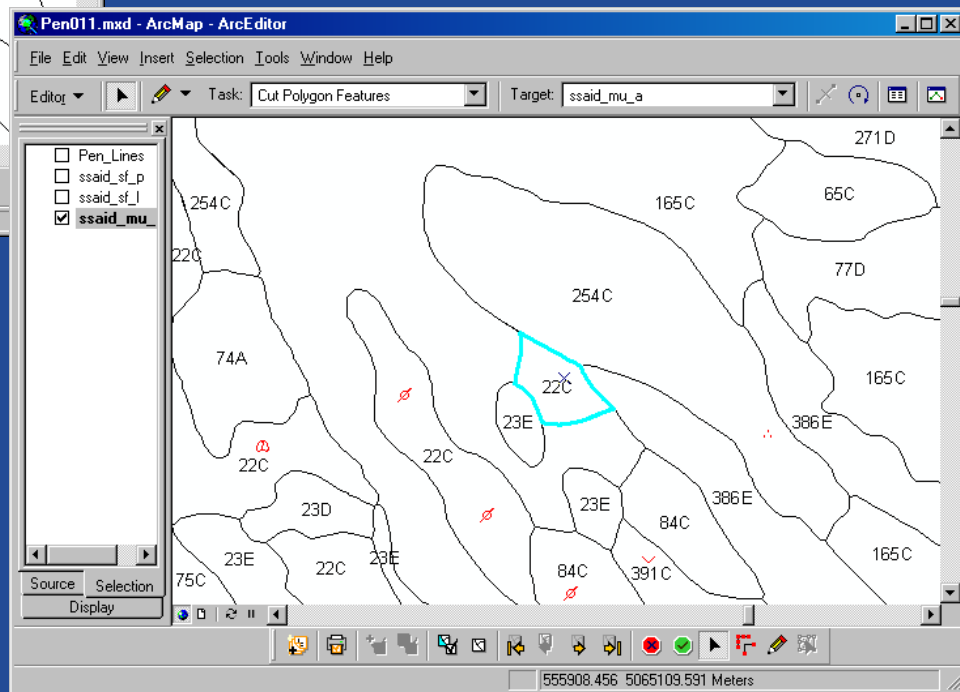 Pen011.mxd - ArcMap - ArcEditor
File Edit View Insert Selection Tools Window Help
Editor Task: Cut Polygon Features Target: ssaid_mu_a
Pen_Lines
ssaid_sf_p
ssaid_sf_l
ssaid_mu_
Source Selection
Display
271D
65C
254C 165C
22C
77D
254C
74A
165C
22C
23E 386E
22C
22C
386E
23E
23D
84C
23E 22C 23E
165C
75C 84C 391C
555908.456 5065109.591 Meters